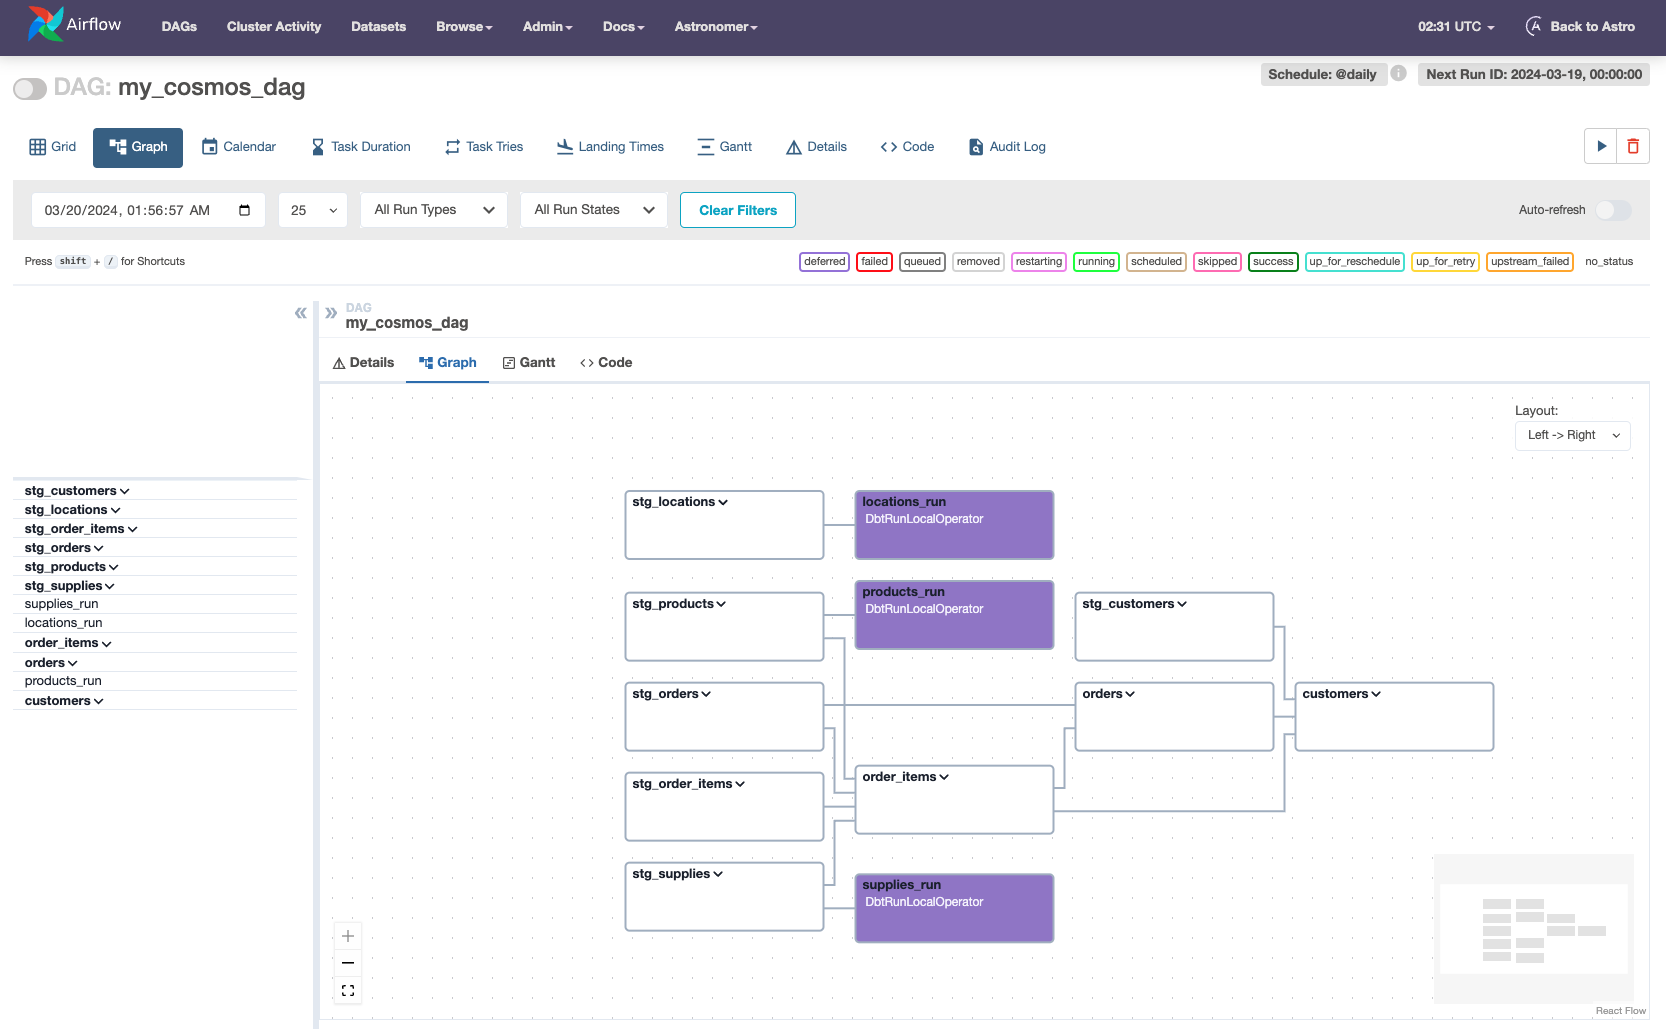 Airflow DAGs Cluster Activity Datasets Browse Admin Docs Astronomer 02:31 UTC Back to Astro
DAG: my_cosmos_dag
Schedule: @daily i Next Run ID: 2024-03-19, 00:00:00
Grid Graph Calendar Task Duration Task Tries Landing Times Gantt Details Code Audit Log
03/20/2024, 01:56:57 AM 25 All Run Types All Run States Clear Filters Auto-refresh
Press shift + / for Shortcuts deferred failed queued removed restarting running scheduled skipped success up_for_reschedule up_for_retry upstream_failed no_status
stg_customers
stg_locations
stg_order_items
stg_orders
stg_products
stg_supplies
supplies_run
locations_run
order_items
orders
products_run
customers
DAG
my_cosmos_dag
Details Graph Gantt Code
Layout:
Left -> Right
stg_locations
locations_run
DbtRunLocalOperator
products_run
DbtRunLocalOperator
stg_products
stg_customers
stg_orders
orders
customers
stg_order_items
order_items
stg_supplies
supplies_run
DbtRunLocalOperator
React Flow